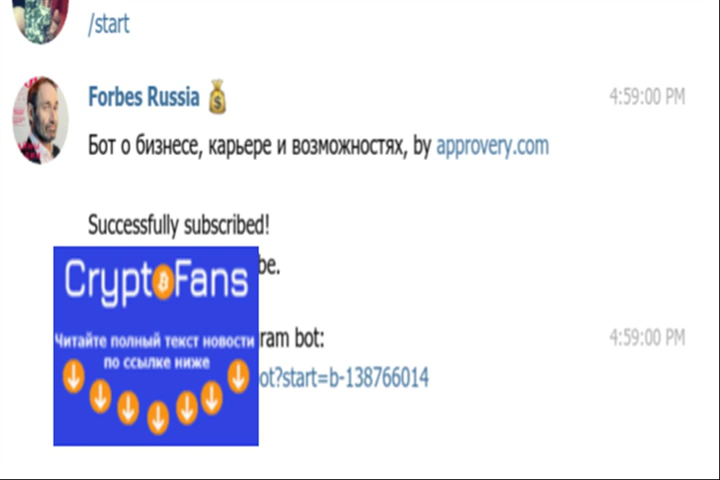 /start
Forbes Russia
4:59:00 PM
Бот о бизнесе, карьере и возможностях, by approvery.com
Successfully subscribed!
be.
CryptoFans
Читайте полный текст новости
по ссылке ниже
ram bot:
4:59:00 PM
ot?start=b-138766014